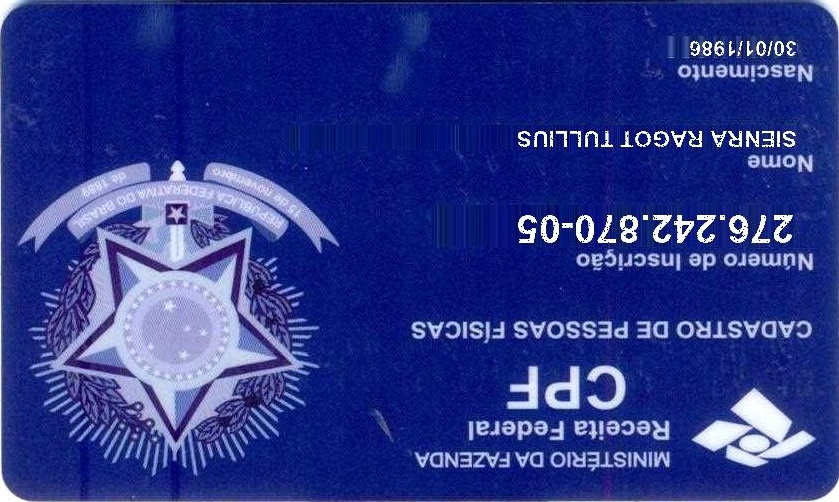 MINISTÉRIO DA FAZENDA
Receita Federal
CPF
CADASTRO DE PESSOAS FÍSICAS
Número de Inscrição
276.242.870-05
Nome
SIENRA RAGOT TULLIUS
Nascimento
30/01/1986
REPUBLICA FEDERATIVA DO BRASIL
15 de novembro
de 1889